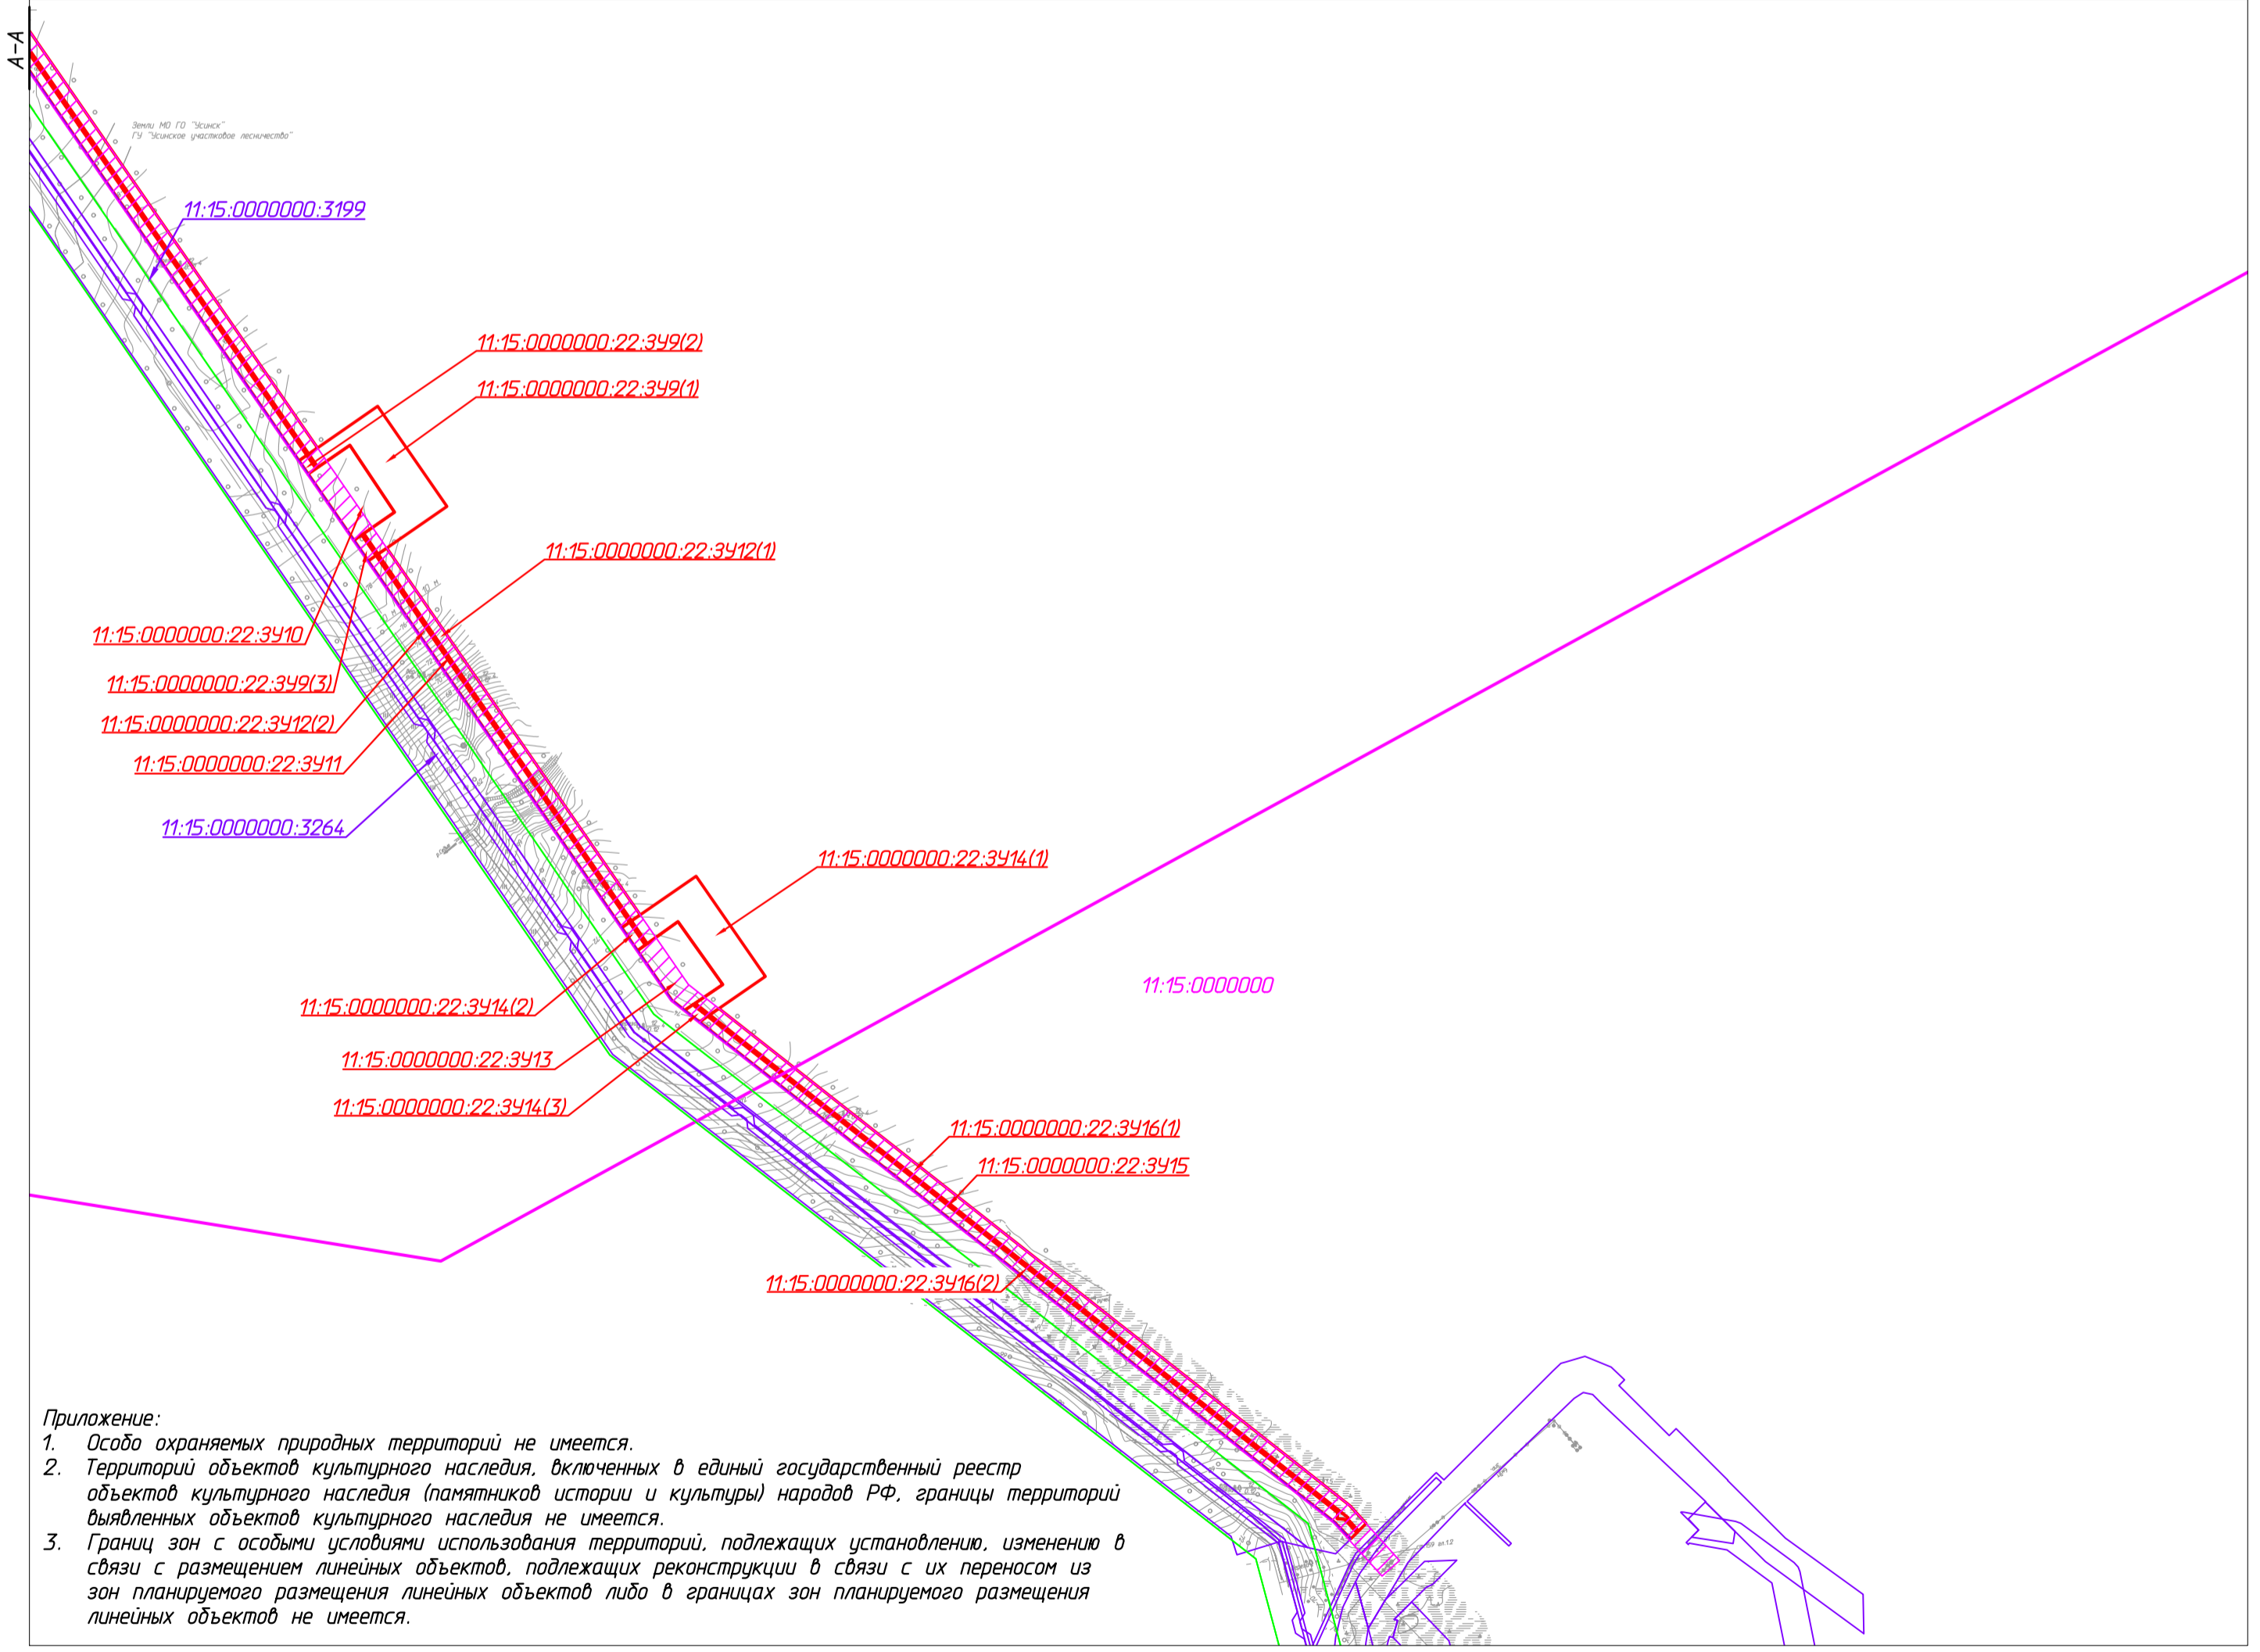 А-А
Земли МО ГО "Усинск"
ГУ "Усинское участковое лесничество"
11:15:0000000:3199
11:15:0000000:22:ЗУ9(2)
11:15:0000000:22:ЗУ9(1)
11:15:0000000:22:ЗУ12(1)
11:15:0000000:22:ЗУ10
11:15:0000000:22:ЗУ9(3)
11:15:0000000:22:ЗУ12(2)
11:15:0000000:22:ЗУ11
11:15:0000000:3264
11:15:0000000:22:ЗУ14(1)
11:15:0000000
11:15:0000000:22:ЗУ14(2)
11:15:0000000:22:ЗУ13
11:15:0000000:22:ЗУ14(3)
11:15:0000000:22:ЗУ16(1)
11:15:0000000:22:ЗУ15
11:15:0000000:22:ЗУ16(2)
Приложение:
1. Особо охраняемых природных территорий не имеется.
2. Территорий объектов культурного наследия, включенных в единый государственный реестр
объектов культурного наследия (памятников истории и культуры) народов РФ, границы территорий
выявленных объектов культурного наследия не имеется.
3. Границ зон с особыми условиями использования территорий, подлежащих установлению, изменению в
связи с размещением линейных объектов, подлежащих реконструкции в связи с их переносом из
зон планируемого размещения линейных объектов либо в границах зон планируемого размещения
линейных объектов не имеется.